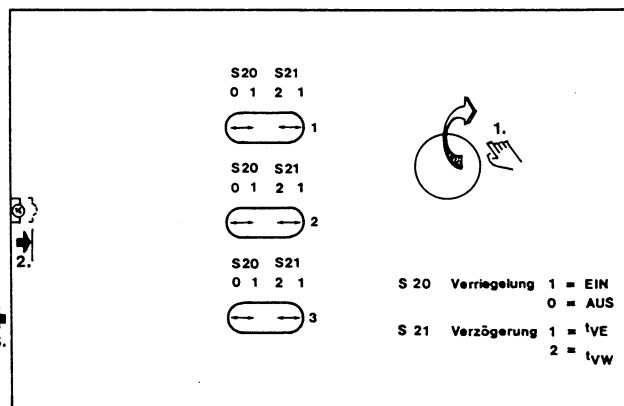 S20 S21
0 1 2 1
1
1.
S20 S21
0 1 2 1
2
2.
S20 S21
0 1 2 1
3
S 20 Verriegelung 1 = EIN
0 = AUS
S 21 Verzögerung 1 = tVE
2 = tVW